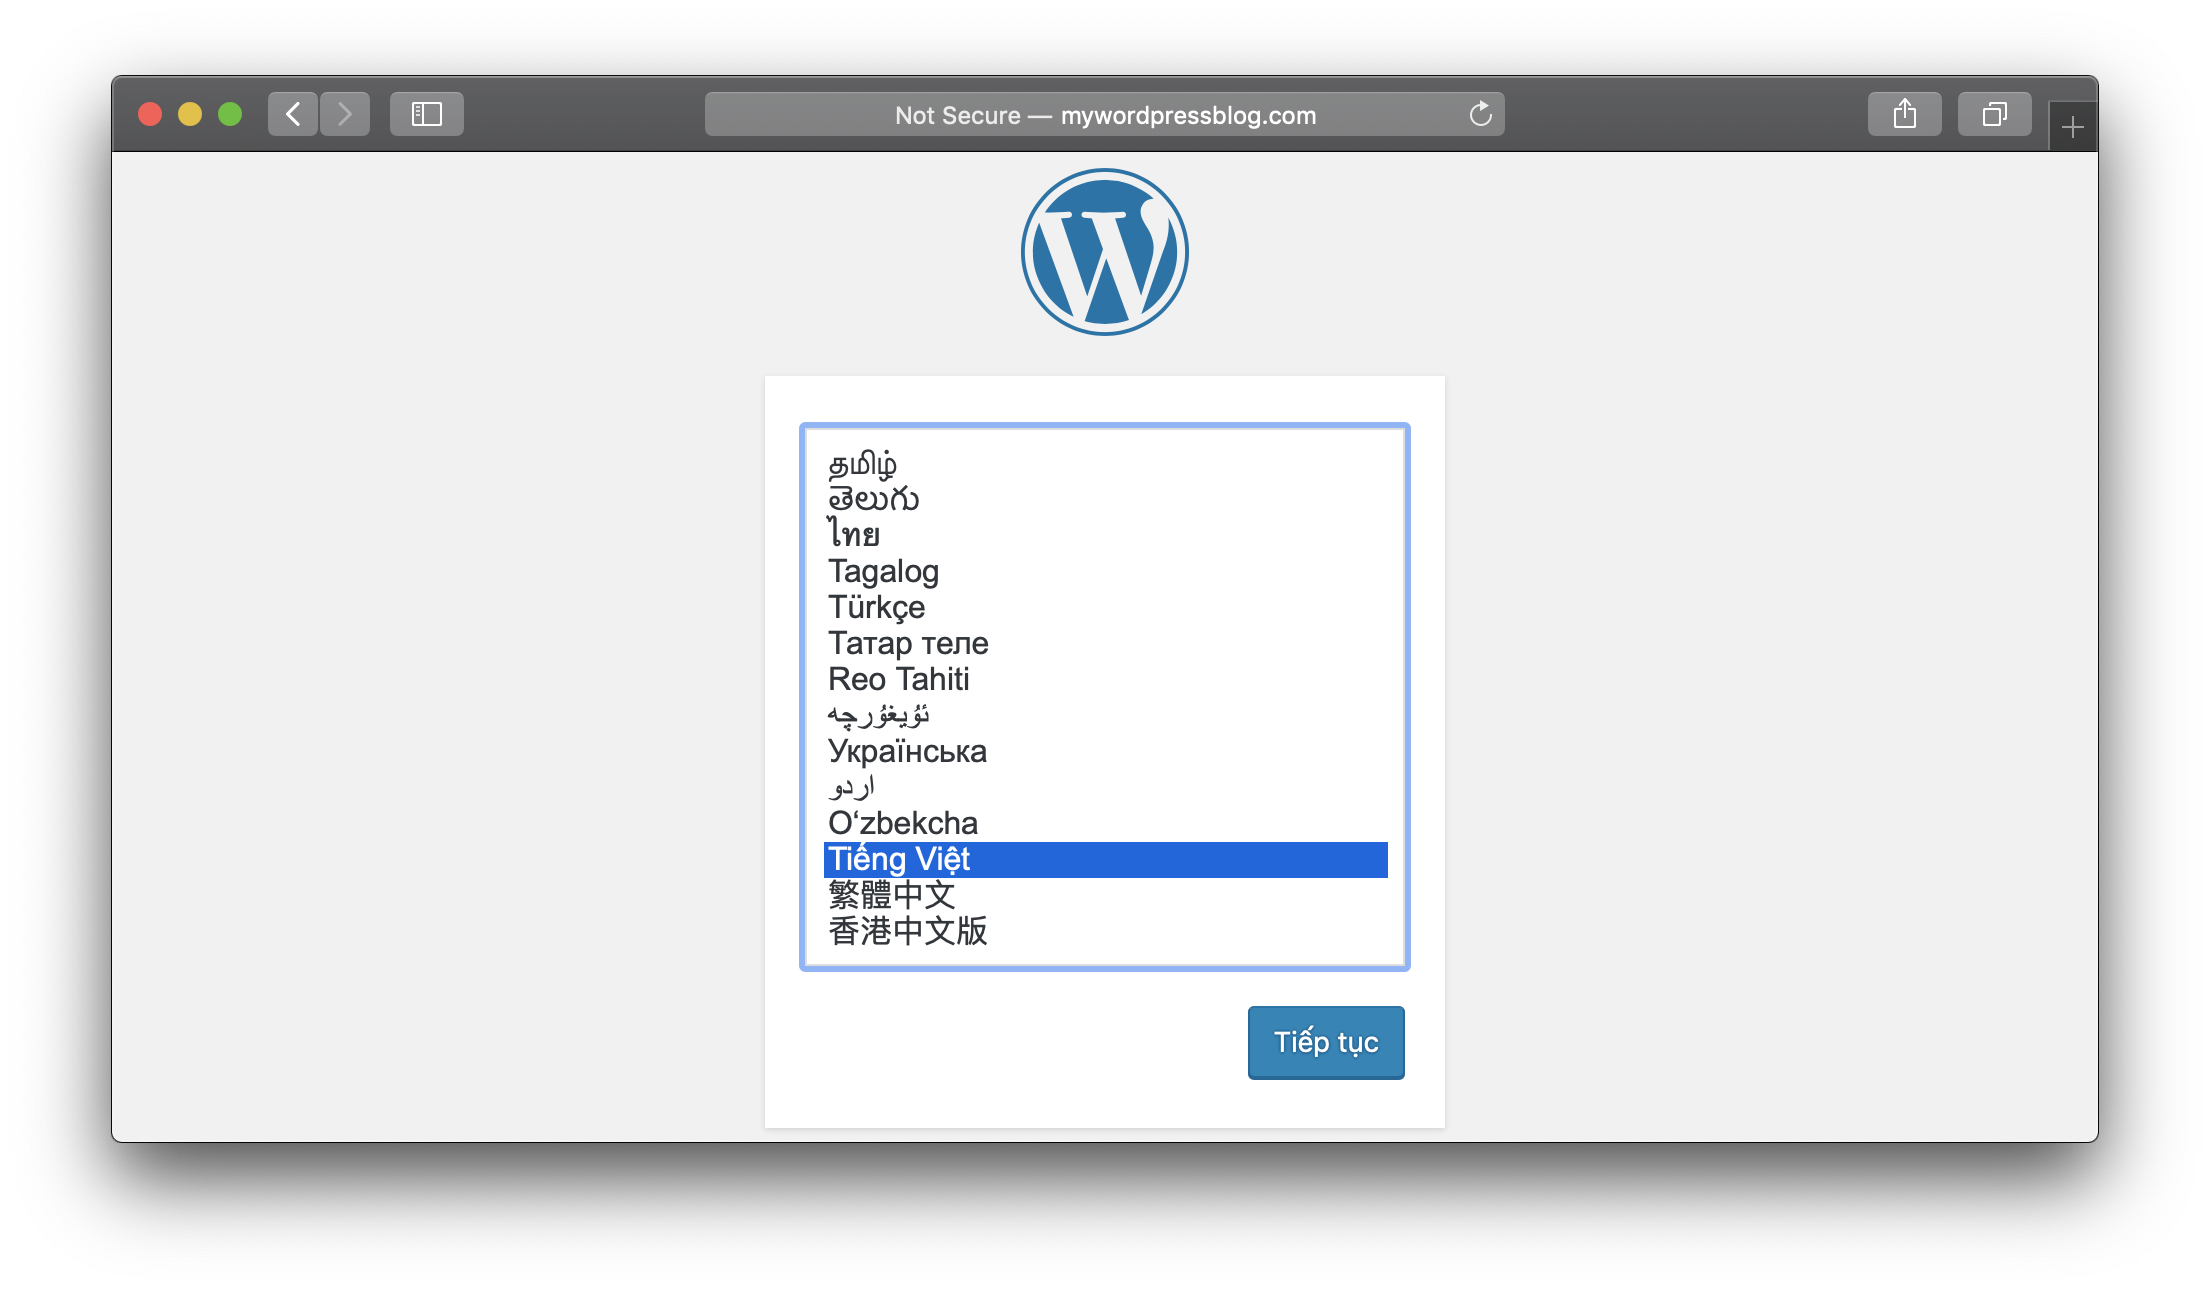 Not Secure — mywordpressblog.com
தமிழ்
తెలుగు
ไทย
Tagalog
Türkçe
Татар теле
Reo Tahiti
ئۇيغۇرچە
Українська
اردو
O‘zbekcha
Tiếng Việt
繁體中文
香港中文版
Tiếp tục